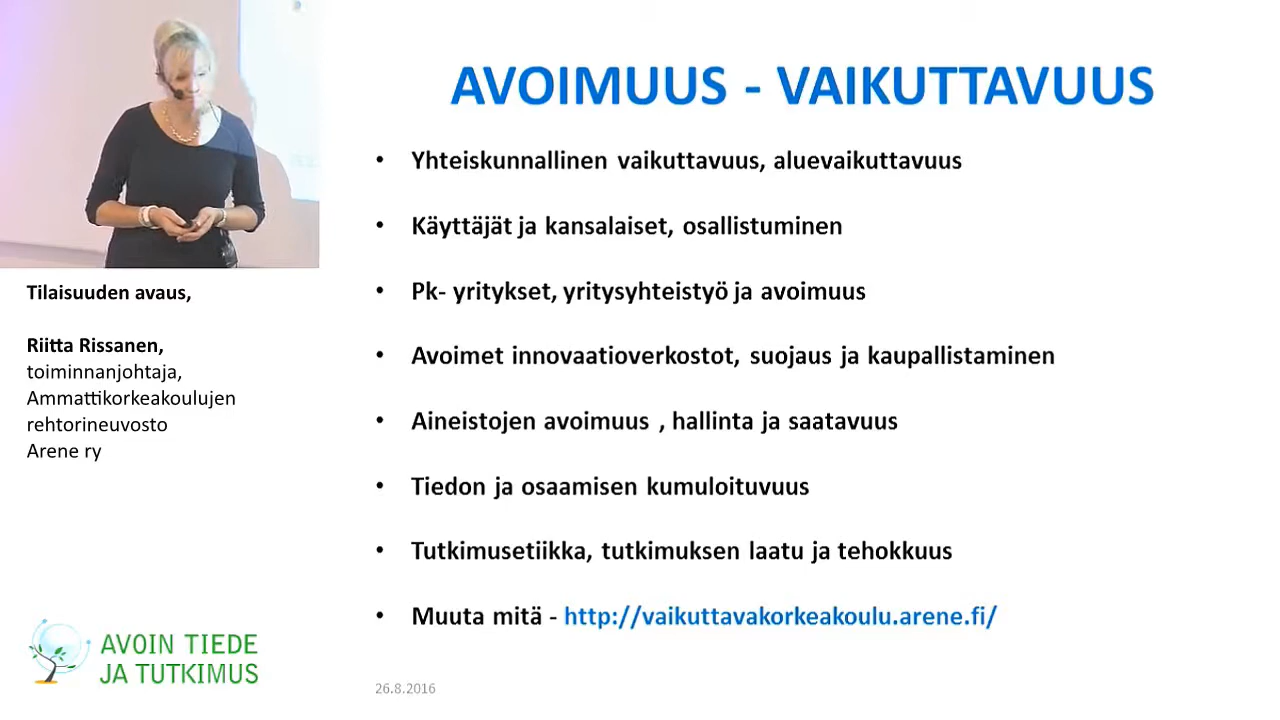 AVOIMUUS - VAIKUTTAVUUS
• Yhteiskunnallinen vaikuttavuus, aluevaikuttavuus
• Käyttäjät ja kansalaiset, osallistuminen
• Pk- yritykset, yritysyhteistyö ja avoimuus
• Avoimet innovaatioverkostot, suojaus ja kaupallistaminen
• Aineistojen avoimuus , hallinta ja saatavuus
• Tiedon ja osaamisen kumuloituvuus
• Tutkimusetiikka, tutkimuksen laatu ja tehokkuus
• Muuta mitä - http://vaikuttavakorkeakoulu.arene.fi/
26.8.2016
Tilaisuuden avaus,
Riitta Rissanen,
toiminnanjohtaja,
Ammattikorkeakoulujen
rehtorineuvosto
Arene ry
AVOIN TIEDE
JA TUTKIMUS